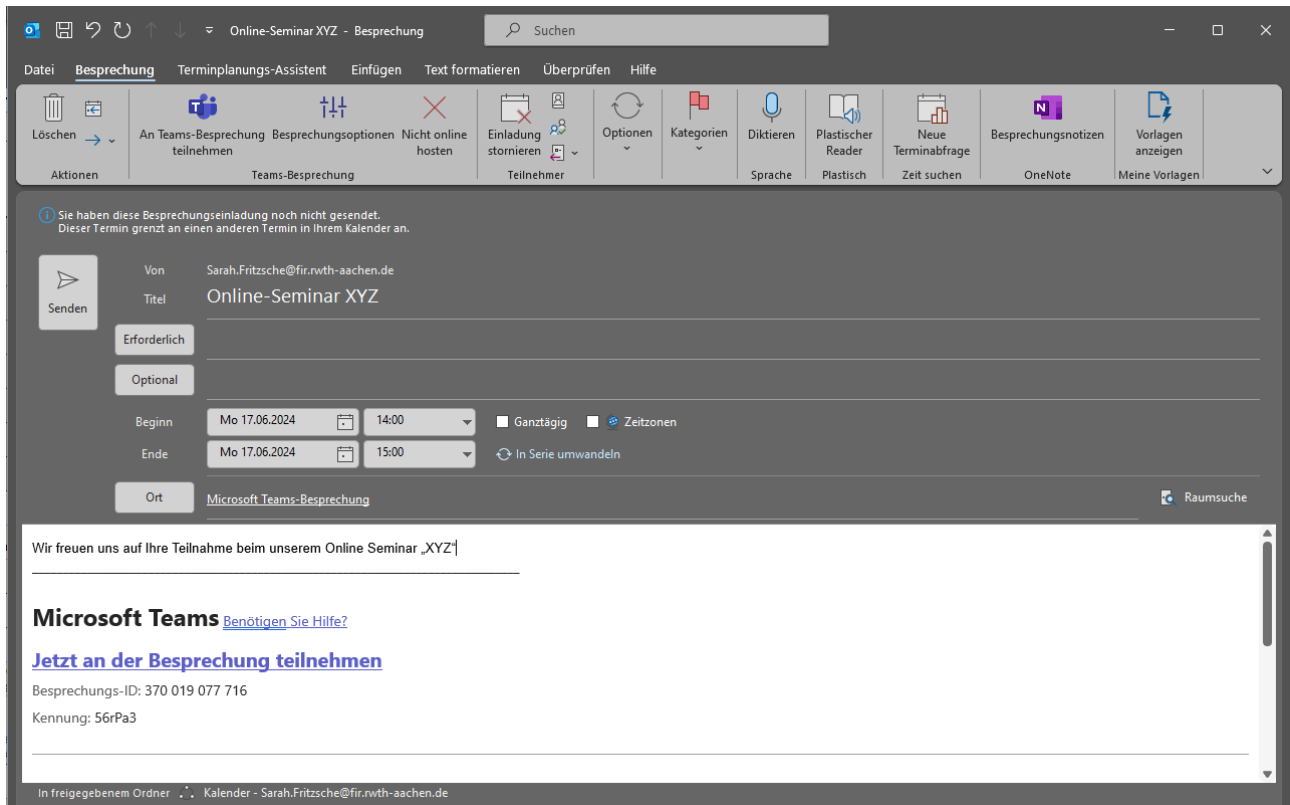 Online-Seminar XYZ - Besprechung
Suchen
Datei Besprechung Terminplanungs-Assistent Einfügen Text formatieren Überprüfen Hilfe
Löschen
An Teams-Besprechung teilnehmen
Besprechungsoptionen
Nicht online hosten
Einladung stornieren
Optionen
Kategorien
Diktieren
Plastischer Reader
Neue Terminabfrage
Besprechungsnotizen
Vorlagen anzeigen
Aktionen Teams-Besprechung Teilnehmer Sprache Plastisch Zeit suchen OneNote Meine Vorlagen
Sie haben diese Besprechungseinladung noch nicht gesendet.
Dieser Termin grenzt an einen anderen Termin in Ihrem Kalender an.
Senden
Von Sarah.Fritzsche@fir.rwth-aachen.de
Titel Online-Seminar XYZ
Erforderlich
Optional
Beginn Mo 17.06.2024 14:00 Ganztägig Zeitzonen
Ende Mo 17.06.2024 15:00 In Serie umwandeln
Ort Microsoft Teams-Besprechung Raumsuche
Wir freuen uns auf Ihre Teilnahme beim unserem Online Seminar „XYZ“
Microsoft Teams Benötigen Sie Hilfe?
Jetzt an der Besprechung teilnehmen
Besprechungs-ID: 370 019 077 716
Kennung: 56rPa3
In freigegebenem Ordner Kalender - Sarah.Fritzsche@fir.rwth-aachen.de